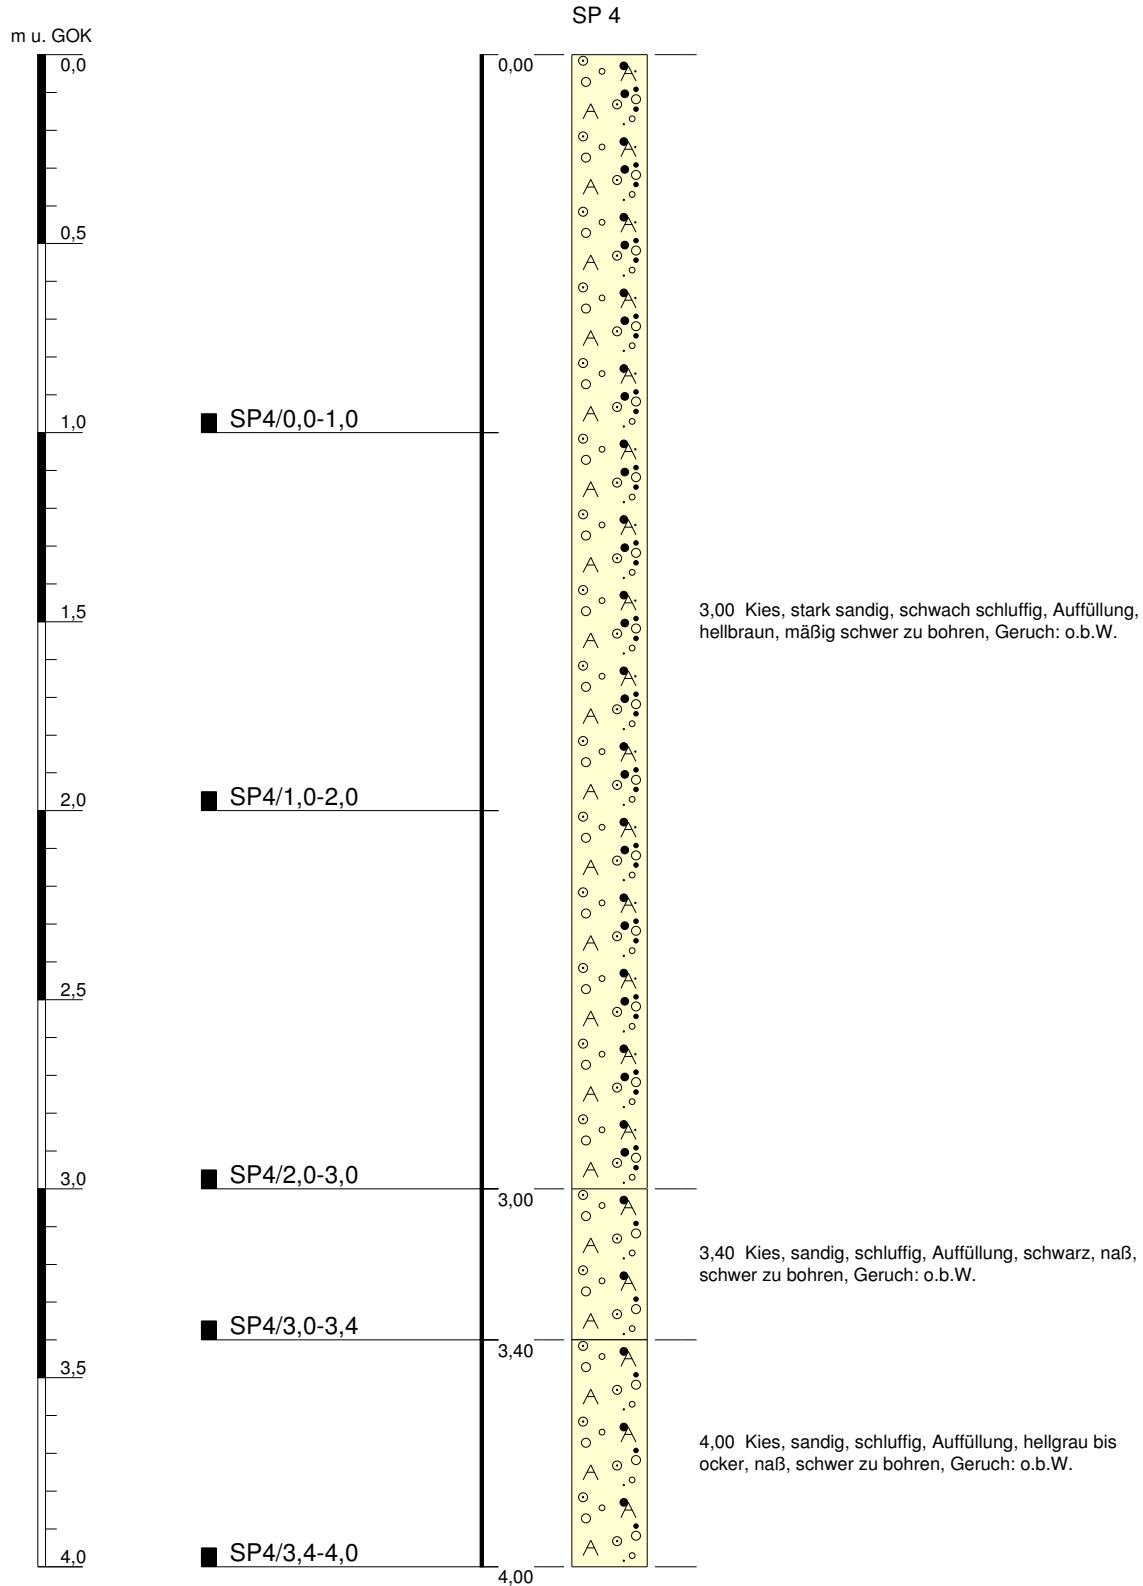 SP 4
m u. GOK
0,0
0,00
0,5
SP4/0,0-1,0
1,0
1,5
3,00 Kies, stark sandig, schwach schluffig, Auffüllung,
hellbraun, mäßig schwer zu bohren, Geruch: o.b.W.
SP4/1,0-2,0
2,0
2,5
SP4/2,0-3,0
3,0
3,00
3,40 Kies, sandig, schluffig, Auffüllung, schwarz, naß,
schwer zu bohren, Geruch: o.b.W.
SP4/3,0-3,4
3,40
3,5
4,00 Kies, sandig, schluffig, Auffüllung, hellgrau bis
ocker, naß, schwer zu bohren, Geruch: o.b.W.
SP4/3,4-4,0
4,0
4,00